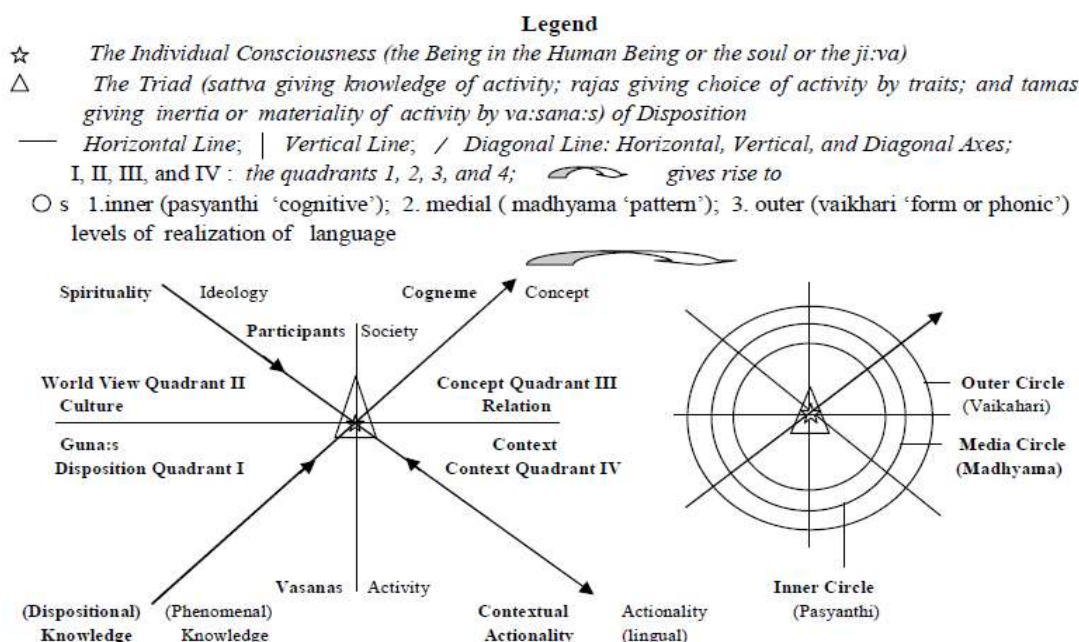 Legend
The Individual Consciousness (the Being in the Human Being or the soul or the ji:va)
The Triad (sattva giving knowledge of activity; rajas giving choice of activity by traits; and tamas
giving inertia or materiality of activity by va:sana:s) of Disposition
Horizontal Line; | Vertical Line; / Diagonal Line: Horizontal, Vertical, and Diagonal Axes;
I, II, III, and IV : the quadrants 1, 2, 3, and 4; gives rise to
s 1.inner (pasyanthi ‘cognitive’); 2. medial ( madhyama ‘pattern’); 3. outer (vaikhari ‘form or phonic’)
levels of realization of language
Spirituality Ideology Cogneme Concept
Participants Society
World View Quadrant II Concept Quadrant III
Culture Relation
Guna:s Context
Disposition Quadrant I Context Quadrant IV
Vasanas Activity
(Dispositional) (Phenomenal) Contextual Actionality
Knowledge Knowledge Actionality (lingual)
Outer Circle
(Vaikahari)
Media Circle
(Madhyama)
Inner Circle
(Pasyanthi)